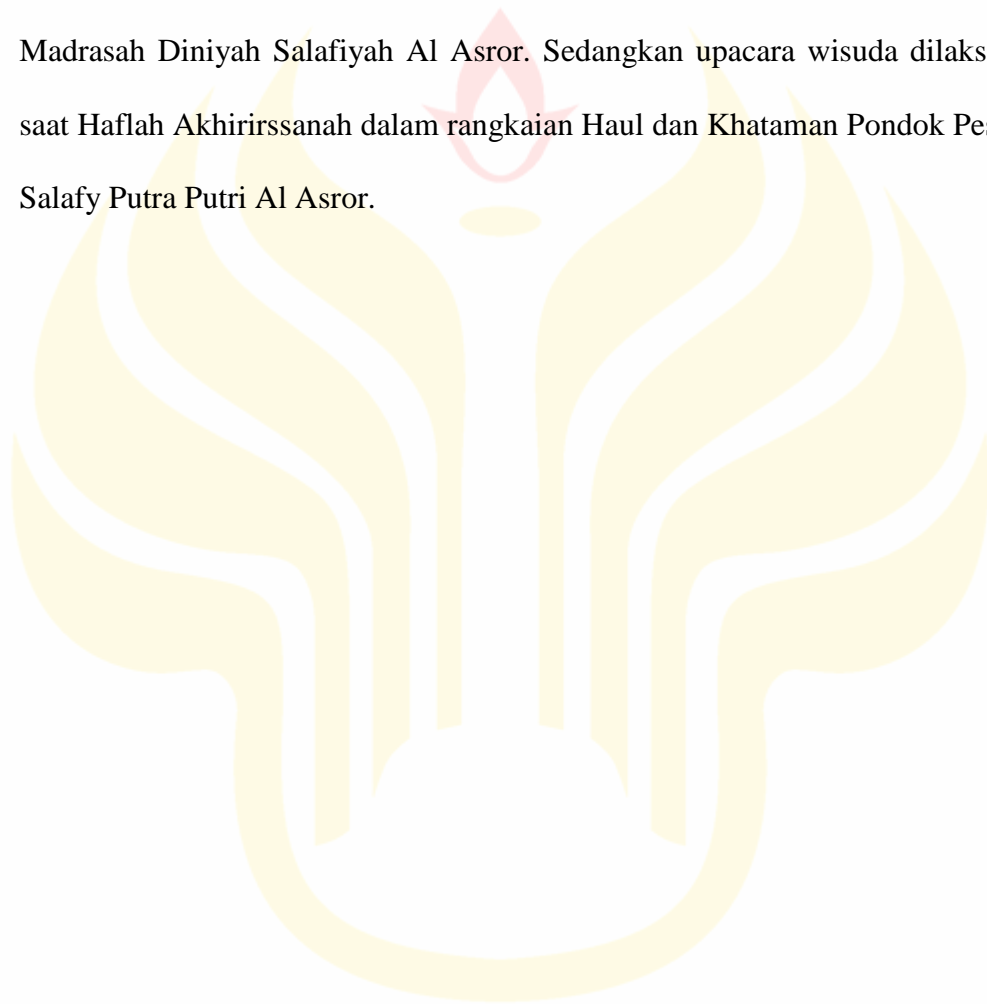 Madrasah Diniyah Salafiyah Al Asror. Sedangkan upacara wisuda dilaks
saat Haflah Akhirirssanah dalam rangkaian Haul dan Khataman Pondok Pes
Salafy Putra Putri Al Asror.